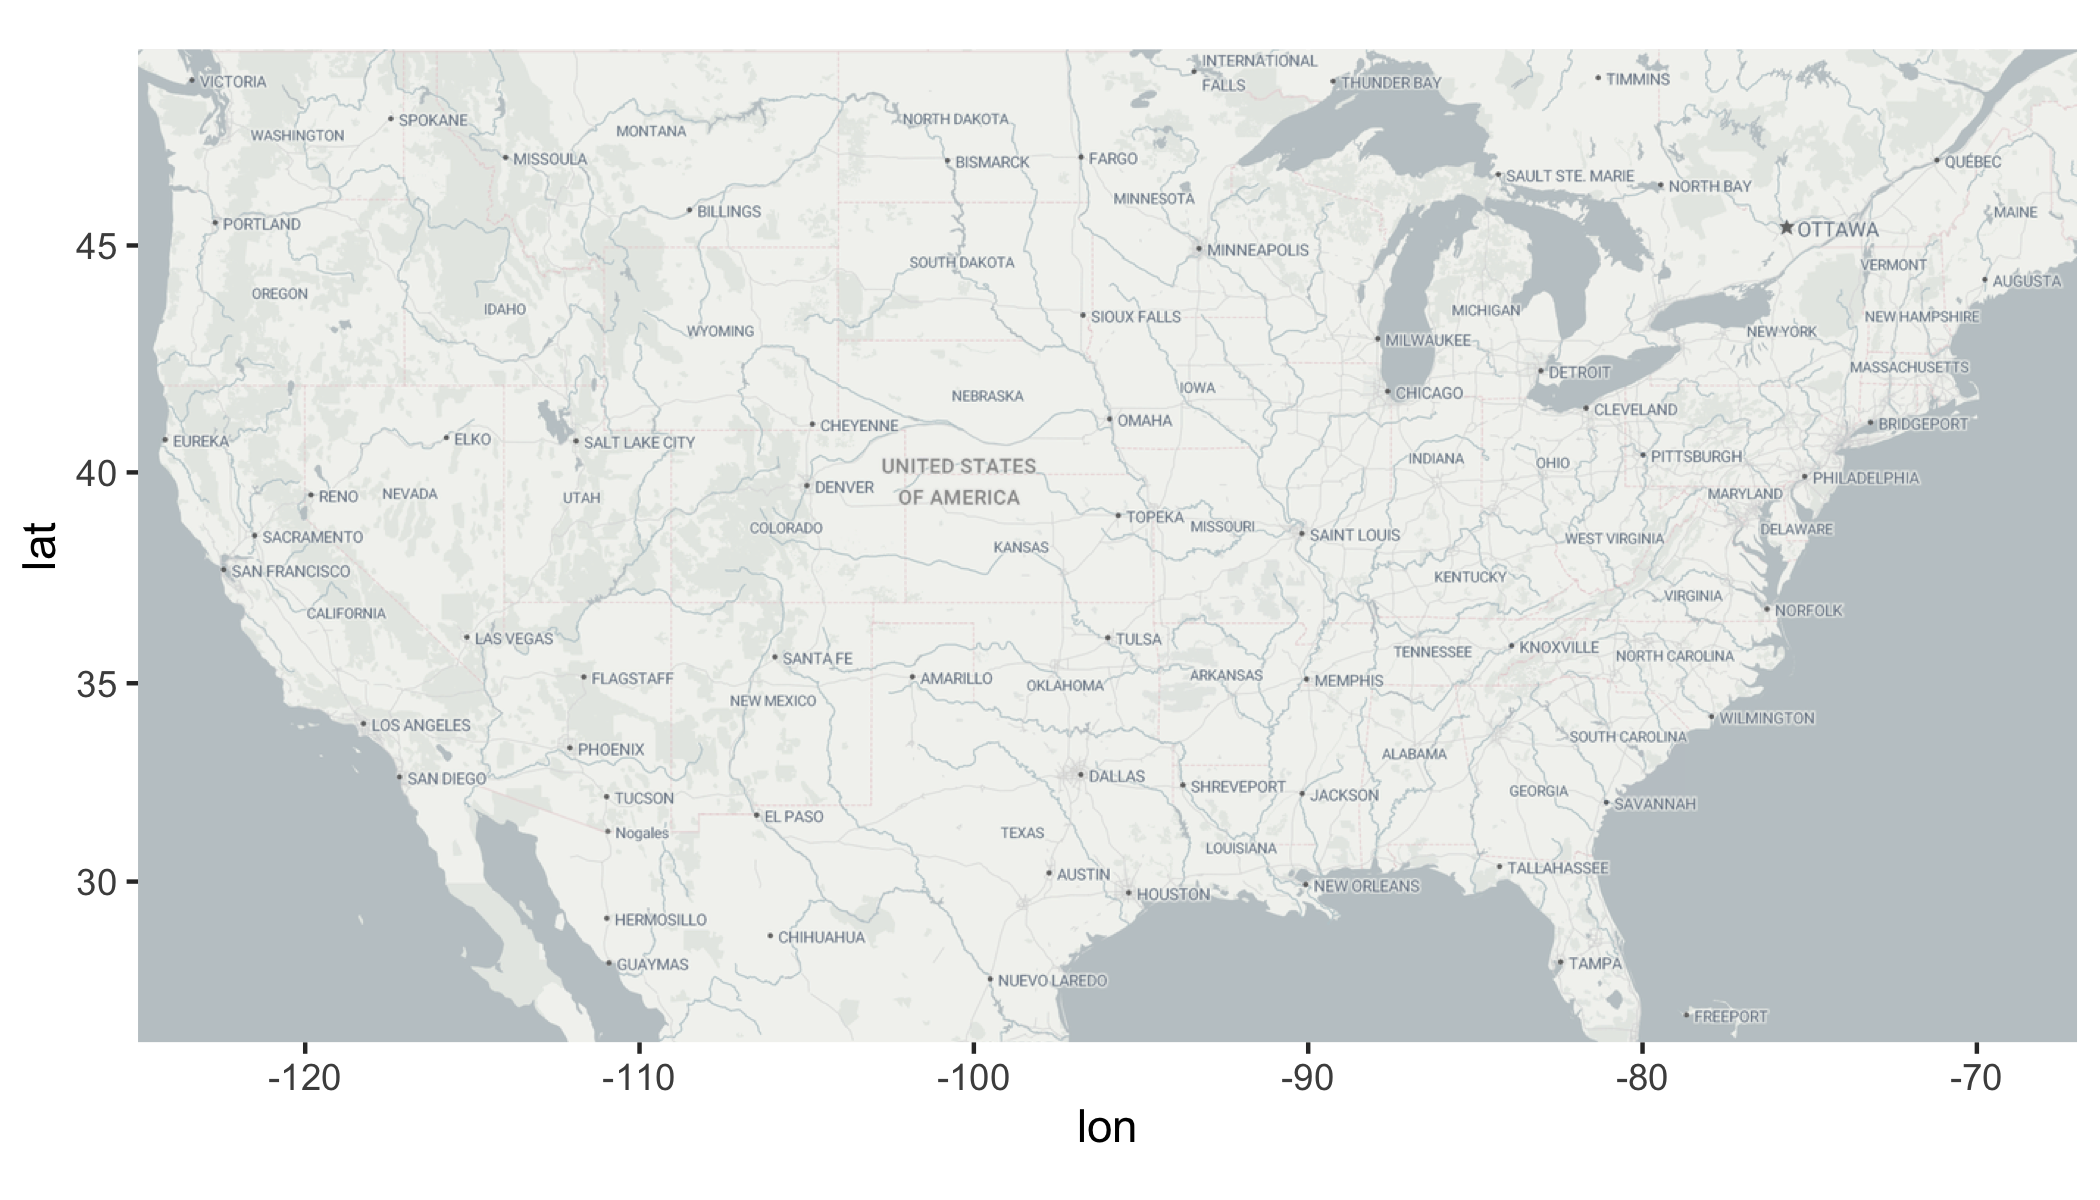 INTERNATIONAL
FALLS
THUNDER BAY
TIMMINS
VICTORIA
SPOKANE
NORTH DAKOTA
WASHINGTON
MONTANA
MISSOULA
BISMARCK
FARGO
QUÉBEC
SAULT STE. MARIE
NORTH BAY
MINNESOTA
BILLINGS
MAINE
PORTLAND
OTTAWA
45
MINNEAPOLIS
SOUTH DAKOTA
VERMONT
AUGUSTA
OREGON
IDAHO
MICHIGAN
SIOUX FALLS
NEW HAMPSHIRE
WYOMING
NEW YORK
MILWAUKEE
MASSACHUSETTS
DETROIT
IOWA
CHICAGO
NEBRASKA
CLEVELAND
OMAHA
BRIDGEPORT
CHEYENNE
EUREKA
ELKO
SALT LAKE CITY
PITTSBURGH
INDIANA
OHIO
UNITED STATES
OF AMERICA
40
PHILADELPHIA
DENVER
MARYLAND
RENO
NEVADA
UTAH
TOPEKA
MISSOURI
COLORADO
DELAWARE
SAINT LOUIS
SACRAMENTO
WEST VIRGINIA
KANSAS
lat
SAN FRANCISCO
KENTUCKY
VIRGINIA
NORFOLK
CALIFORNIA
LAS VEGAS
TULSA
KNOXVILLE
TENNESSEE
NORTH CAROLINA
SANTA FE
ARKANSAS
FLAGSTAFF
AMARILLO
MEMPHIS
OKLAHOMA
35
NEW MEXICO
WILMINGTON
LOS ANGELES
SOUTH CAROLINA
PHOENIX
ALABAMA
DALLAS
SAN DIEGO
SHREVEPORT
GEORGIA
JACKSON
TUCSON
SAVANNAH
EL PASO
Nogales
TEXAS
LOUISIANA
TALLAHASSEE
AUSTIN
30
NEW ORLEANS
HOUSTON
HERMOSILLO
CHIHUAHUA
GUAYMAS
TAMPA
NUEVO LAREDO
FREEPORT
-120
-110
-100
-90
-80
-70
lon